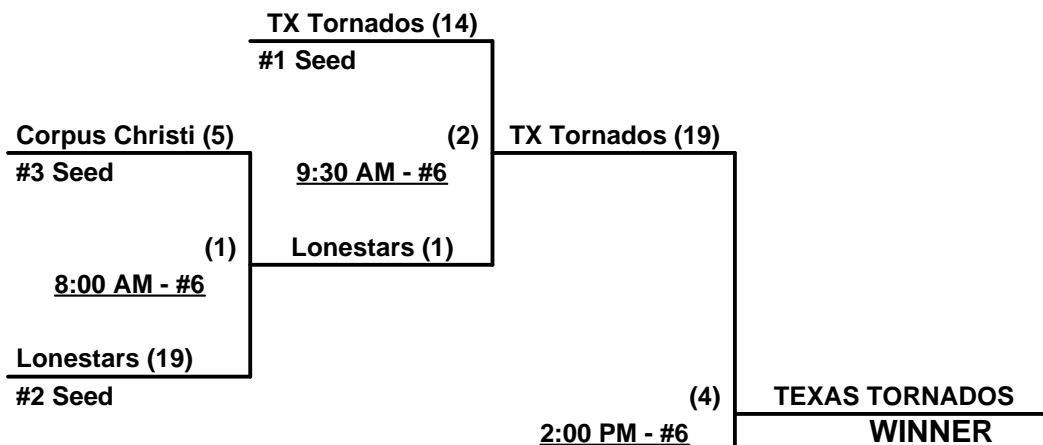 TX Tornados (14)
#1 Seed
Corpus Christi (5)
(2)
TX Tornados (19)
#3 Seed
9:30 AM - #6
(1)
Lonestars (1)
8:00 AM - #6
Lonestars (19)
#2 Seed
(4)
TEXAS TORNADOS
2:00 PM - #6
WINNER